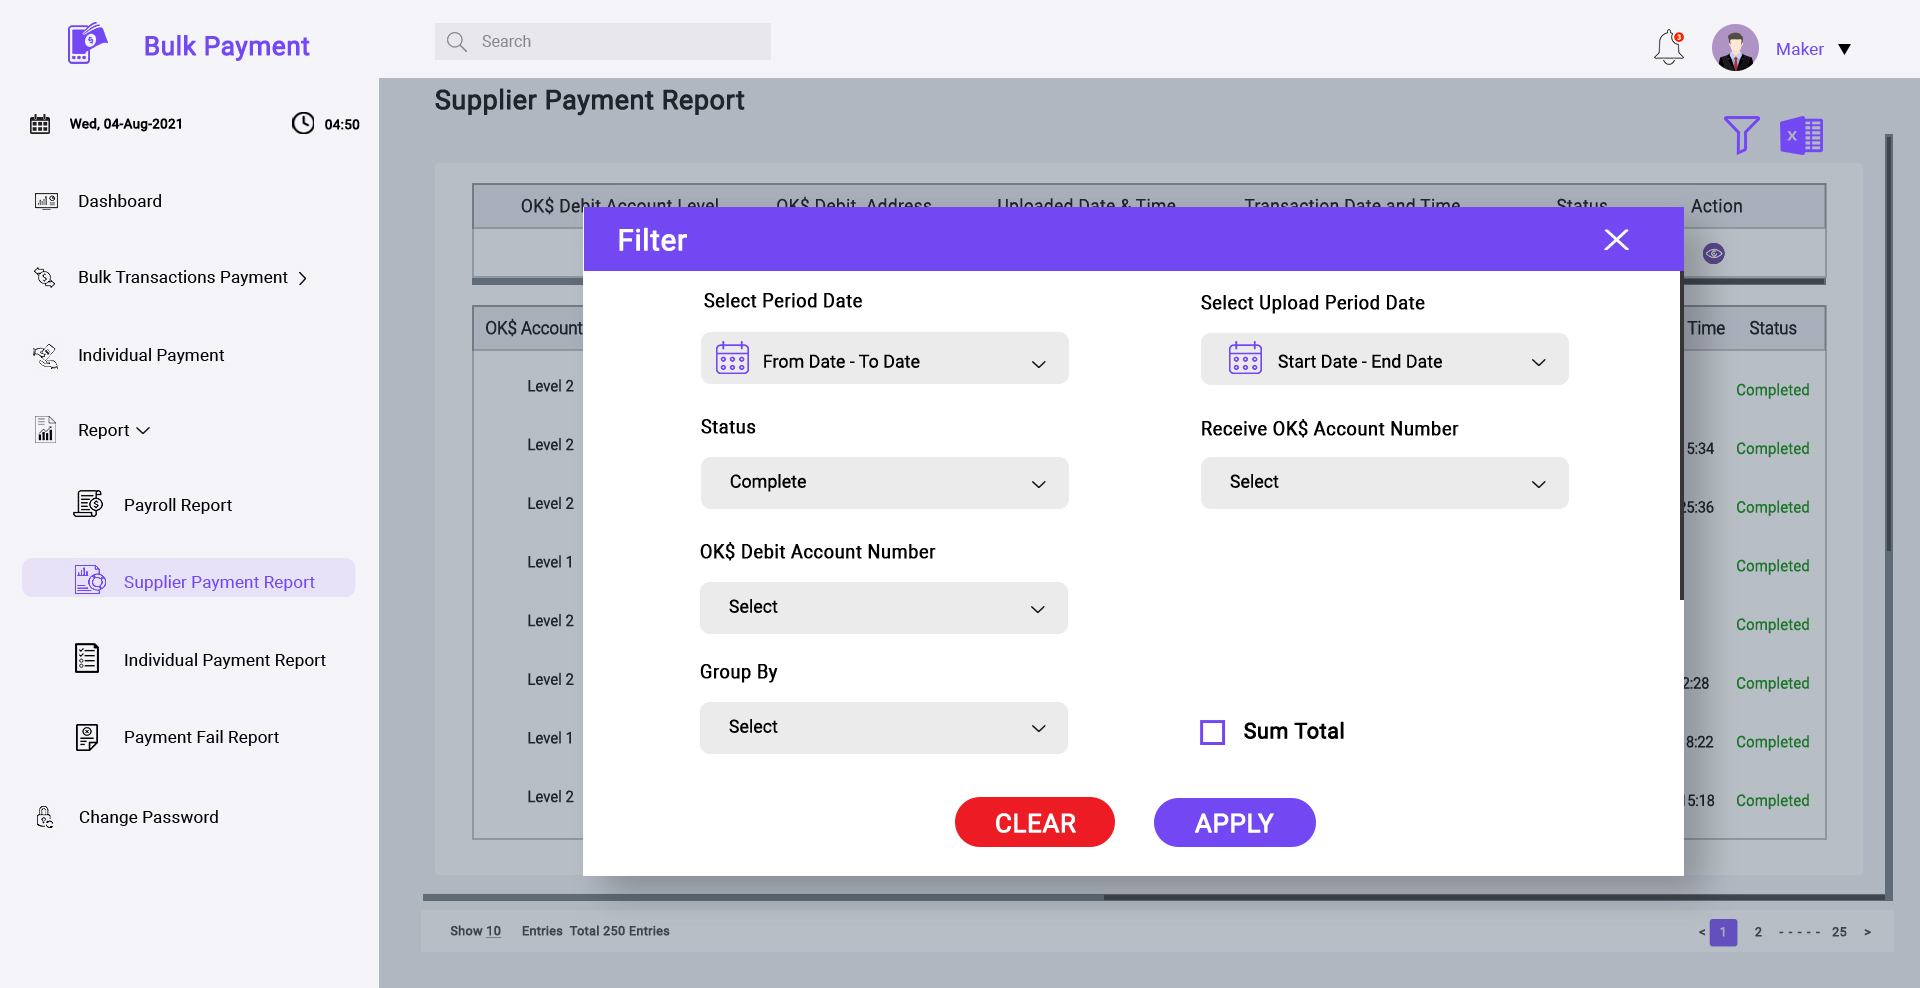 Bulk Payment
Search
3
Maker
Wed, 04-Aug-2021
04:50
Dashboard
Bulk Transactions Payment
Individual Payment
Report
Payroll Report
Supplier Payment Report
Individual Payment Report
Payment Fail Report
Change Password
Supplier Payment Report
X
OK$ Debit Account Level OK$ Debit Address Uploaded Date & Time Transaction Date and Time Status Action
OK$ Account Time Status
Level 2 Completed
Level 2 5:34 Completed
Level 2 25:36 Completed
Level 1 Completed
Level 2 Completed
Level 2 2:28 Completed
Level 1 8:22 Completed
Level 2 15:18 Completed
Filter
Select Period Date
From Date - To Date
Select Upload Period Date
Start Date - End Date
Status
Complete
Receive OK$ Account Number
Select
OK$ Debit Account Number
Select
Group By
Select
Sum Total
CLEAR
APPLY
Show 10 Entries Total 250 Entries
< 1 2 - - - - - 25 >